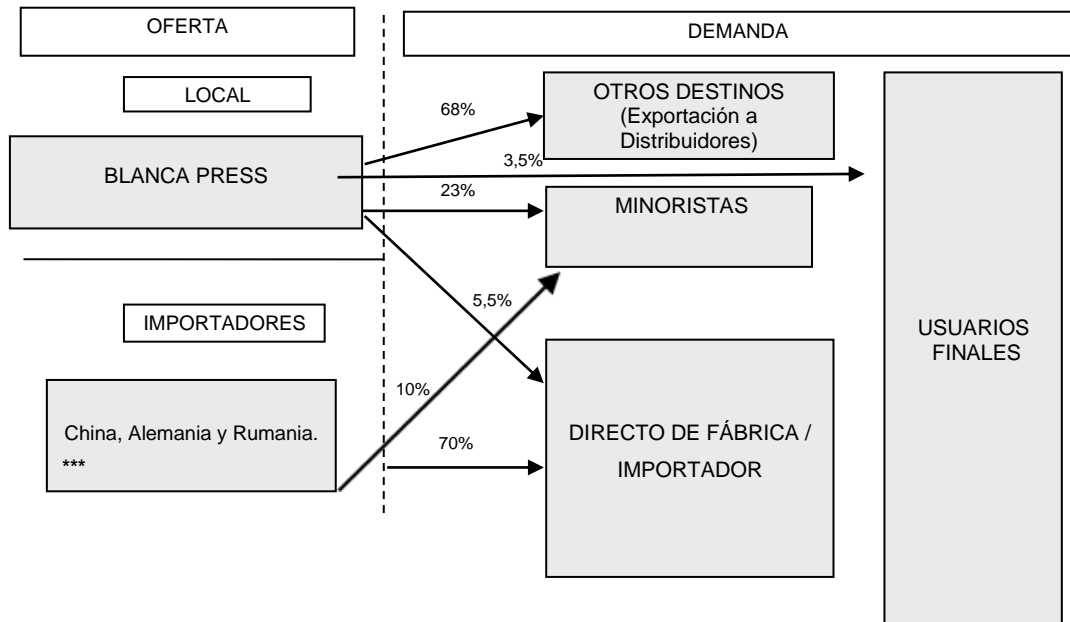 OFERTA
DEMANDA
LOCAL
68%
OTROS DESTINOS
(Exportación a
Distribuidores)
BLANCA PRESS
3,5%
23%
MINORISTAS
5,5%
IMPORTADORES
USUARIOS
FINALES
China, Alemania y Rumania.
***
10%
70%
DIRECTO DE FÁBRICA /
IMPORTADOR